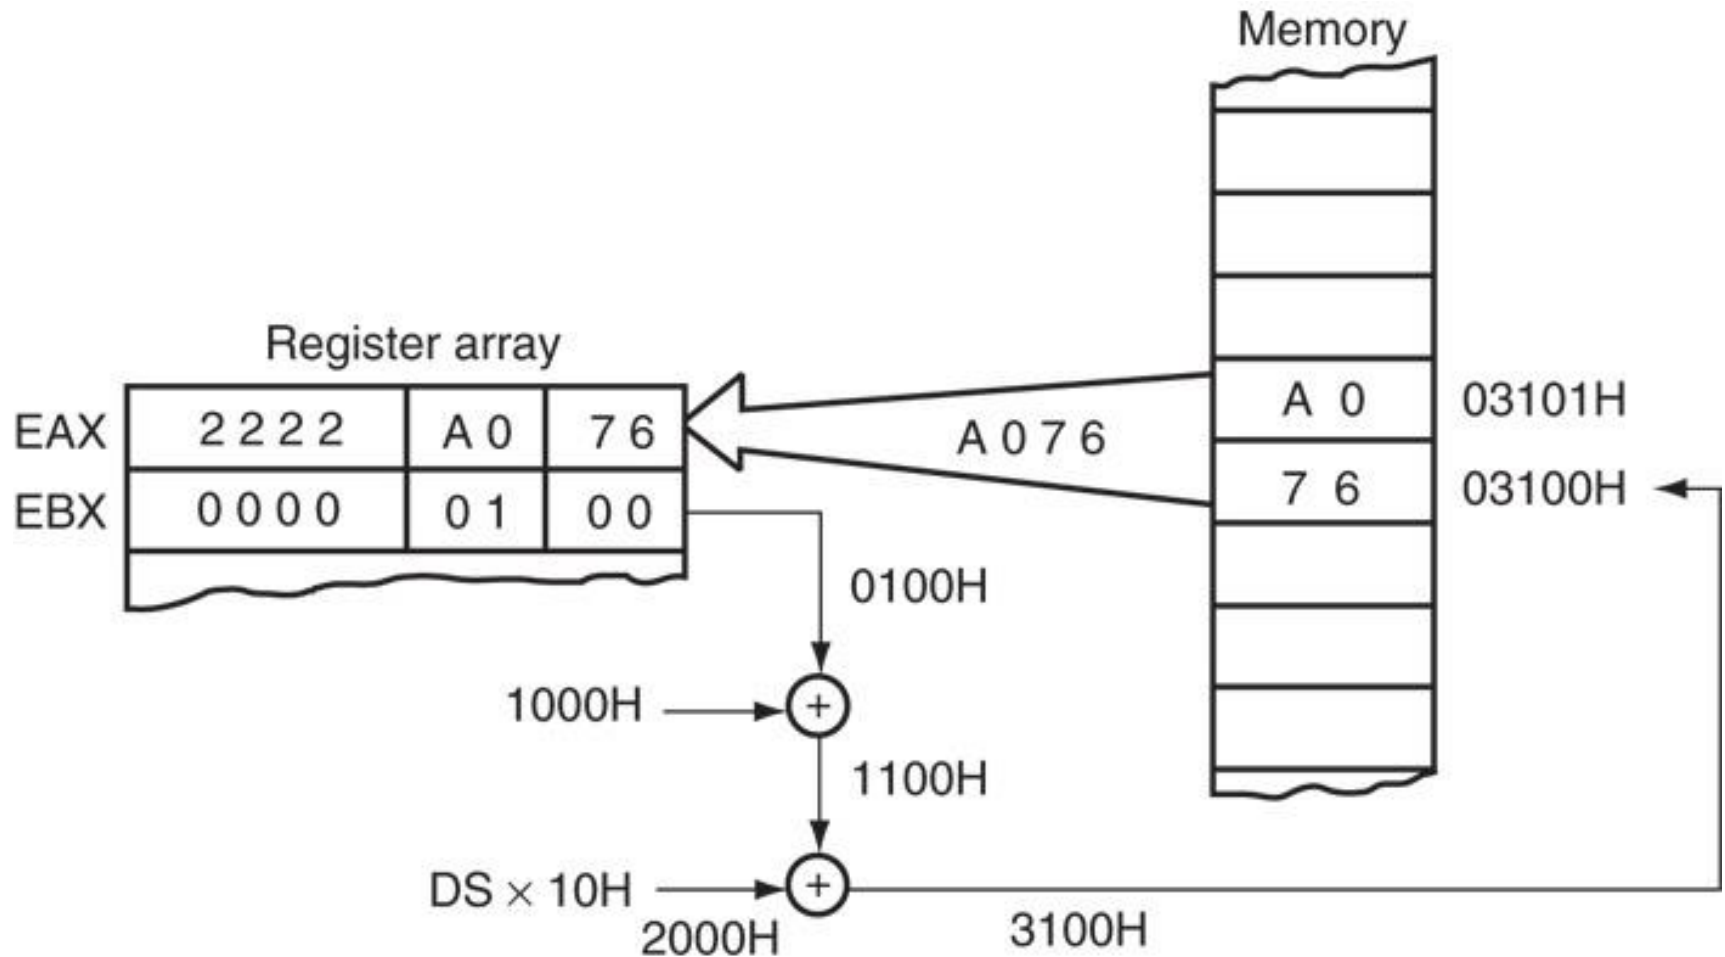 Memory
Register array
EAX 2 2 2 2 A 0 7 6
EBX 0 0 0 0 0 1 0 0
A 0 7 6
A 0 03101H
7 6 03100H
0100H
1000H +
1100H
DS × 10H +
2000H
3100H